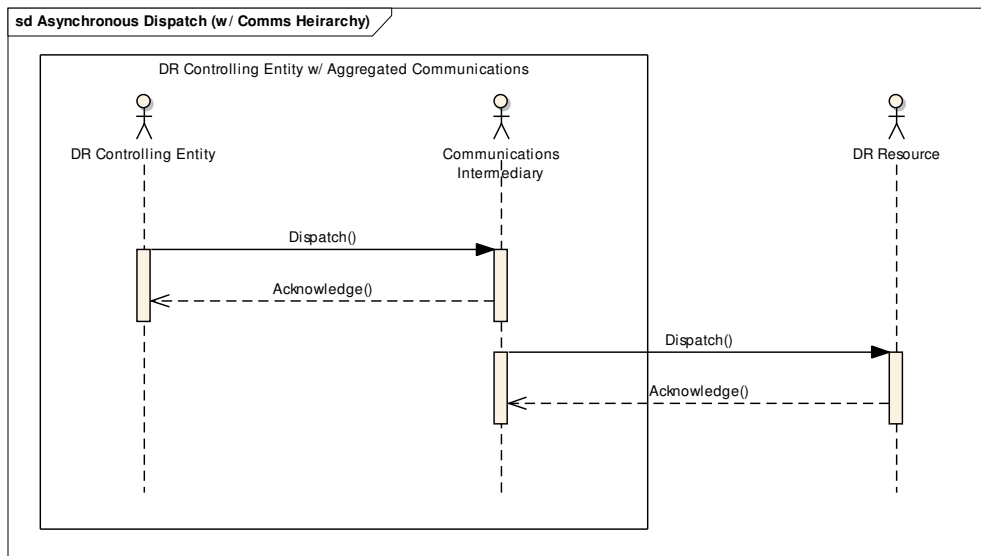 sd Asynchronous Dispatch (w/ Comms Heirarchy)
DR Controlling Entity w/ Aggregated Communications
DR Controlling Entity
Communications
Intermediary
DR Resource
Dispatch()
Acknowledge()
Dispatch()
Acknowledge()